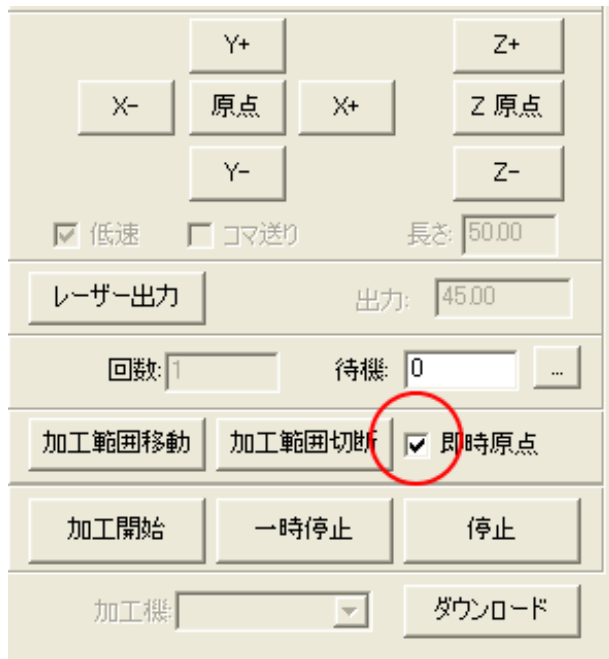 Y+ Z+
X- 原点 X+ Z 原点
Y- Z-
低速 コマ送り 長さ: 50.00
レーザー出力 出力: 45.00
回数: 1 待機: 0 ...
加工範囲移動 加工範囲切断 即時原点
加工開始 一時停止 停止
加工機: ダウンロード